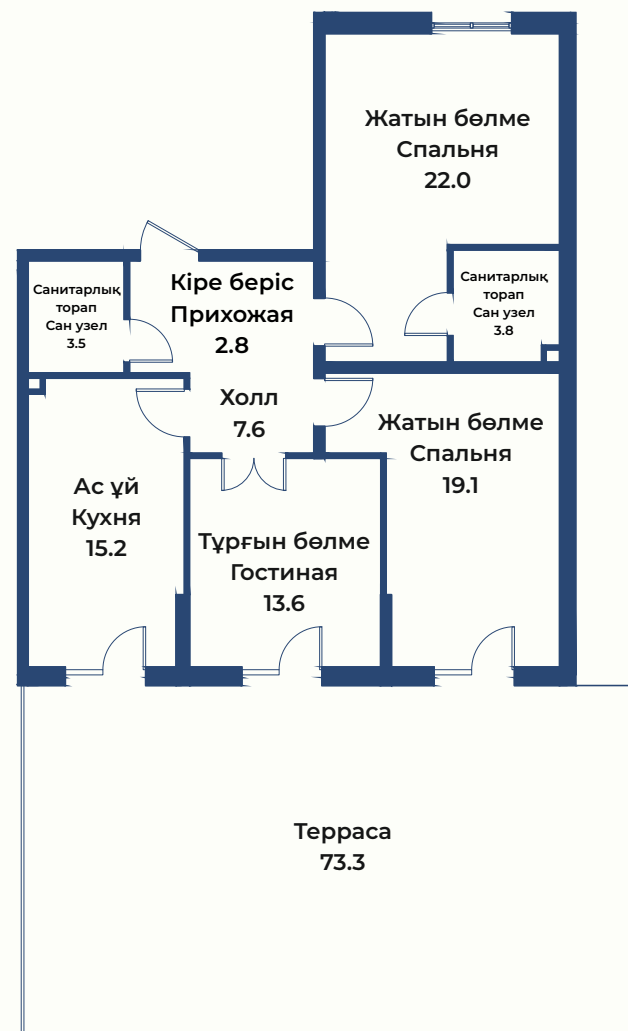 Жатын бөлме
Спальня
22.0
Санитарлық
торап
Сан узел
3.5
Кіре беріс
Прихожая
2.8
Санитарлық
торап
Сан узел
3.8
Холл
7.6
Жатын бөлме
Спальня
19.1
Ас ұй
Кухня
15.2
Тұрғын бөлме
Гостиная
13.6
Терраса
73.3